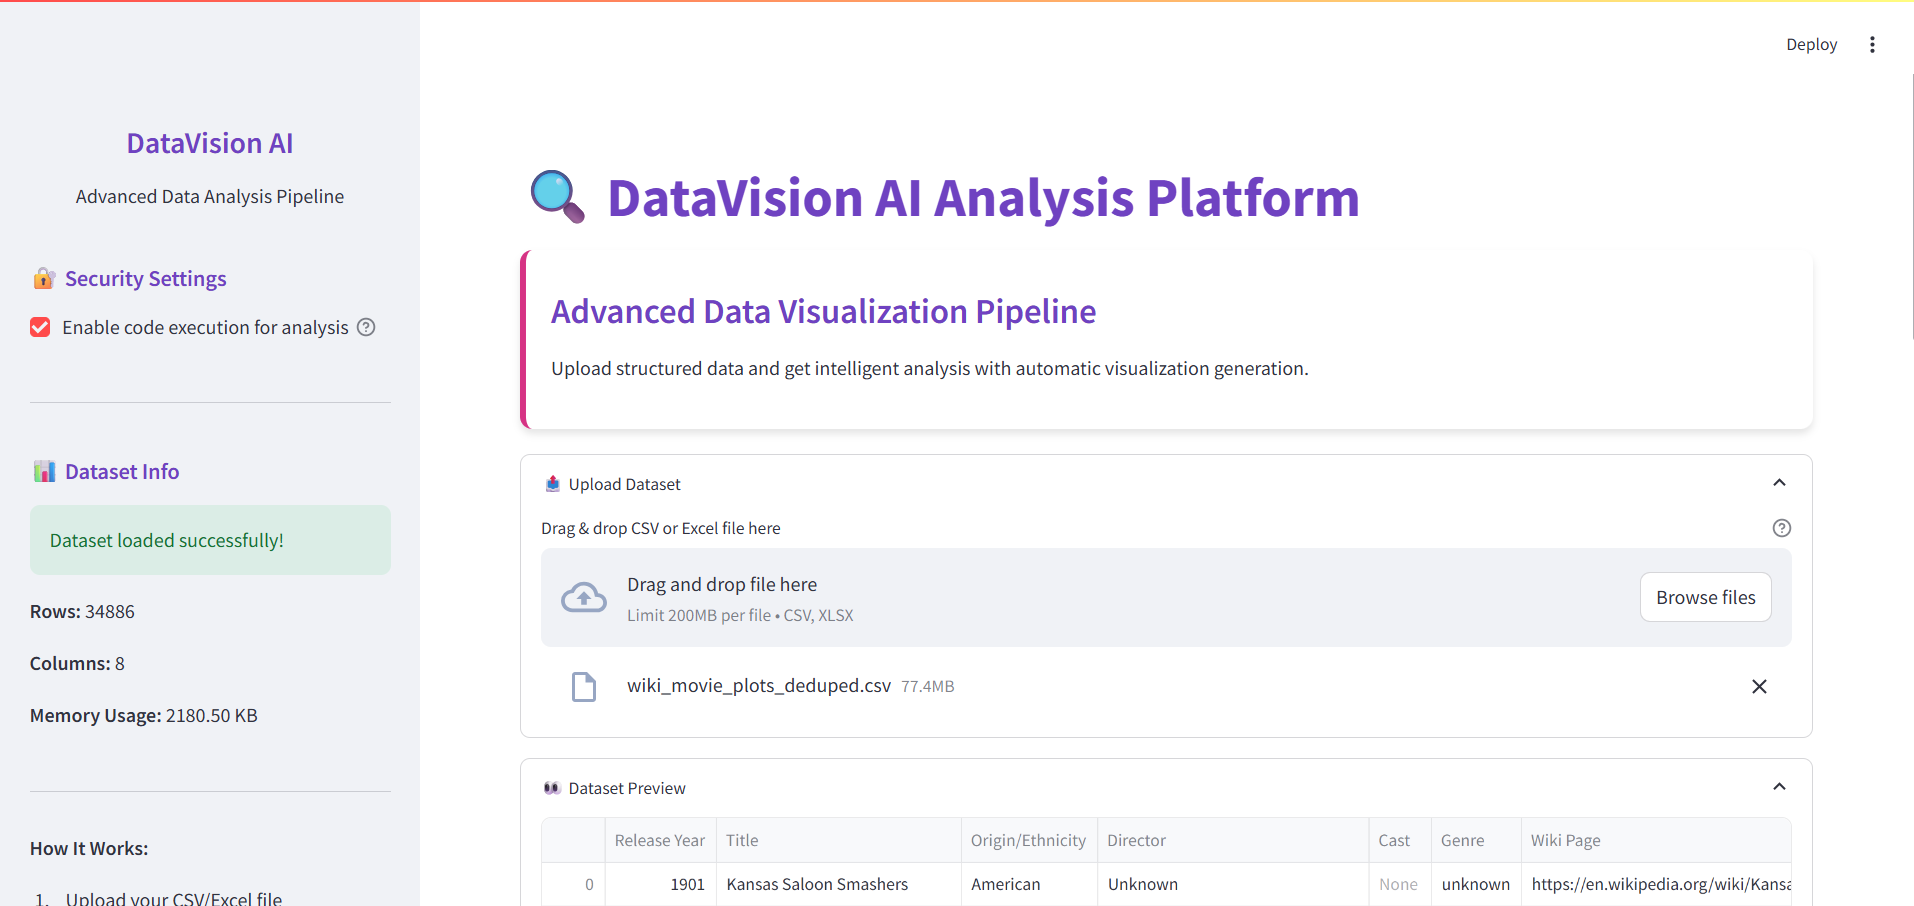 Deploy
DataVision AI
Advanced Data Analysis Pipeline
Security Settings
Enable code execution for analysis
Dataset Info
Dataset loaded successfully!
Rows: 34886
Columns: 8
Memory Usage: 2180.50 KB
How It Works:
1. Upload your CSV/Excel file
DataVision AI Analysis Platform
Advanced Data Visualization Pipeline
Upload structured data and get intelligent analysis with automatic visualization generation.
Upload Dataset
Drag & drop CSV or Excel file here
Drag and drop file here
Limit 200MB per file • CSV, XLSX
Browse files
wiki_movie_plots_deduped.csv 77.4MB
Dataset Preview
Release Year Title Origin/Ethnicity Director Cast Genre Wiki Page
0 1901 Kansas Saloon Smashers American Unknown None unknown https://en.wikipedia.org/wiki/Kansa